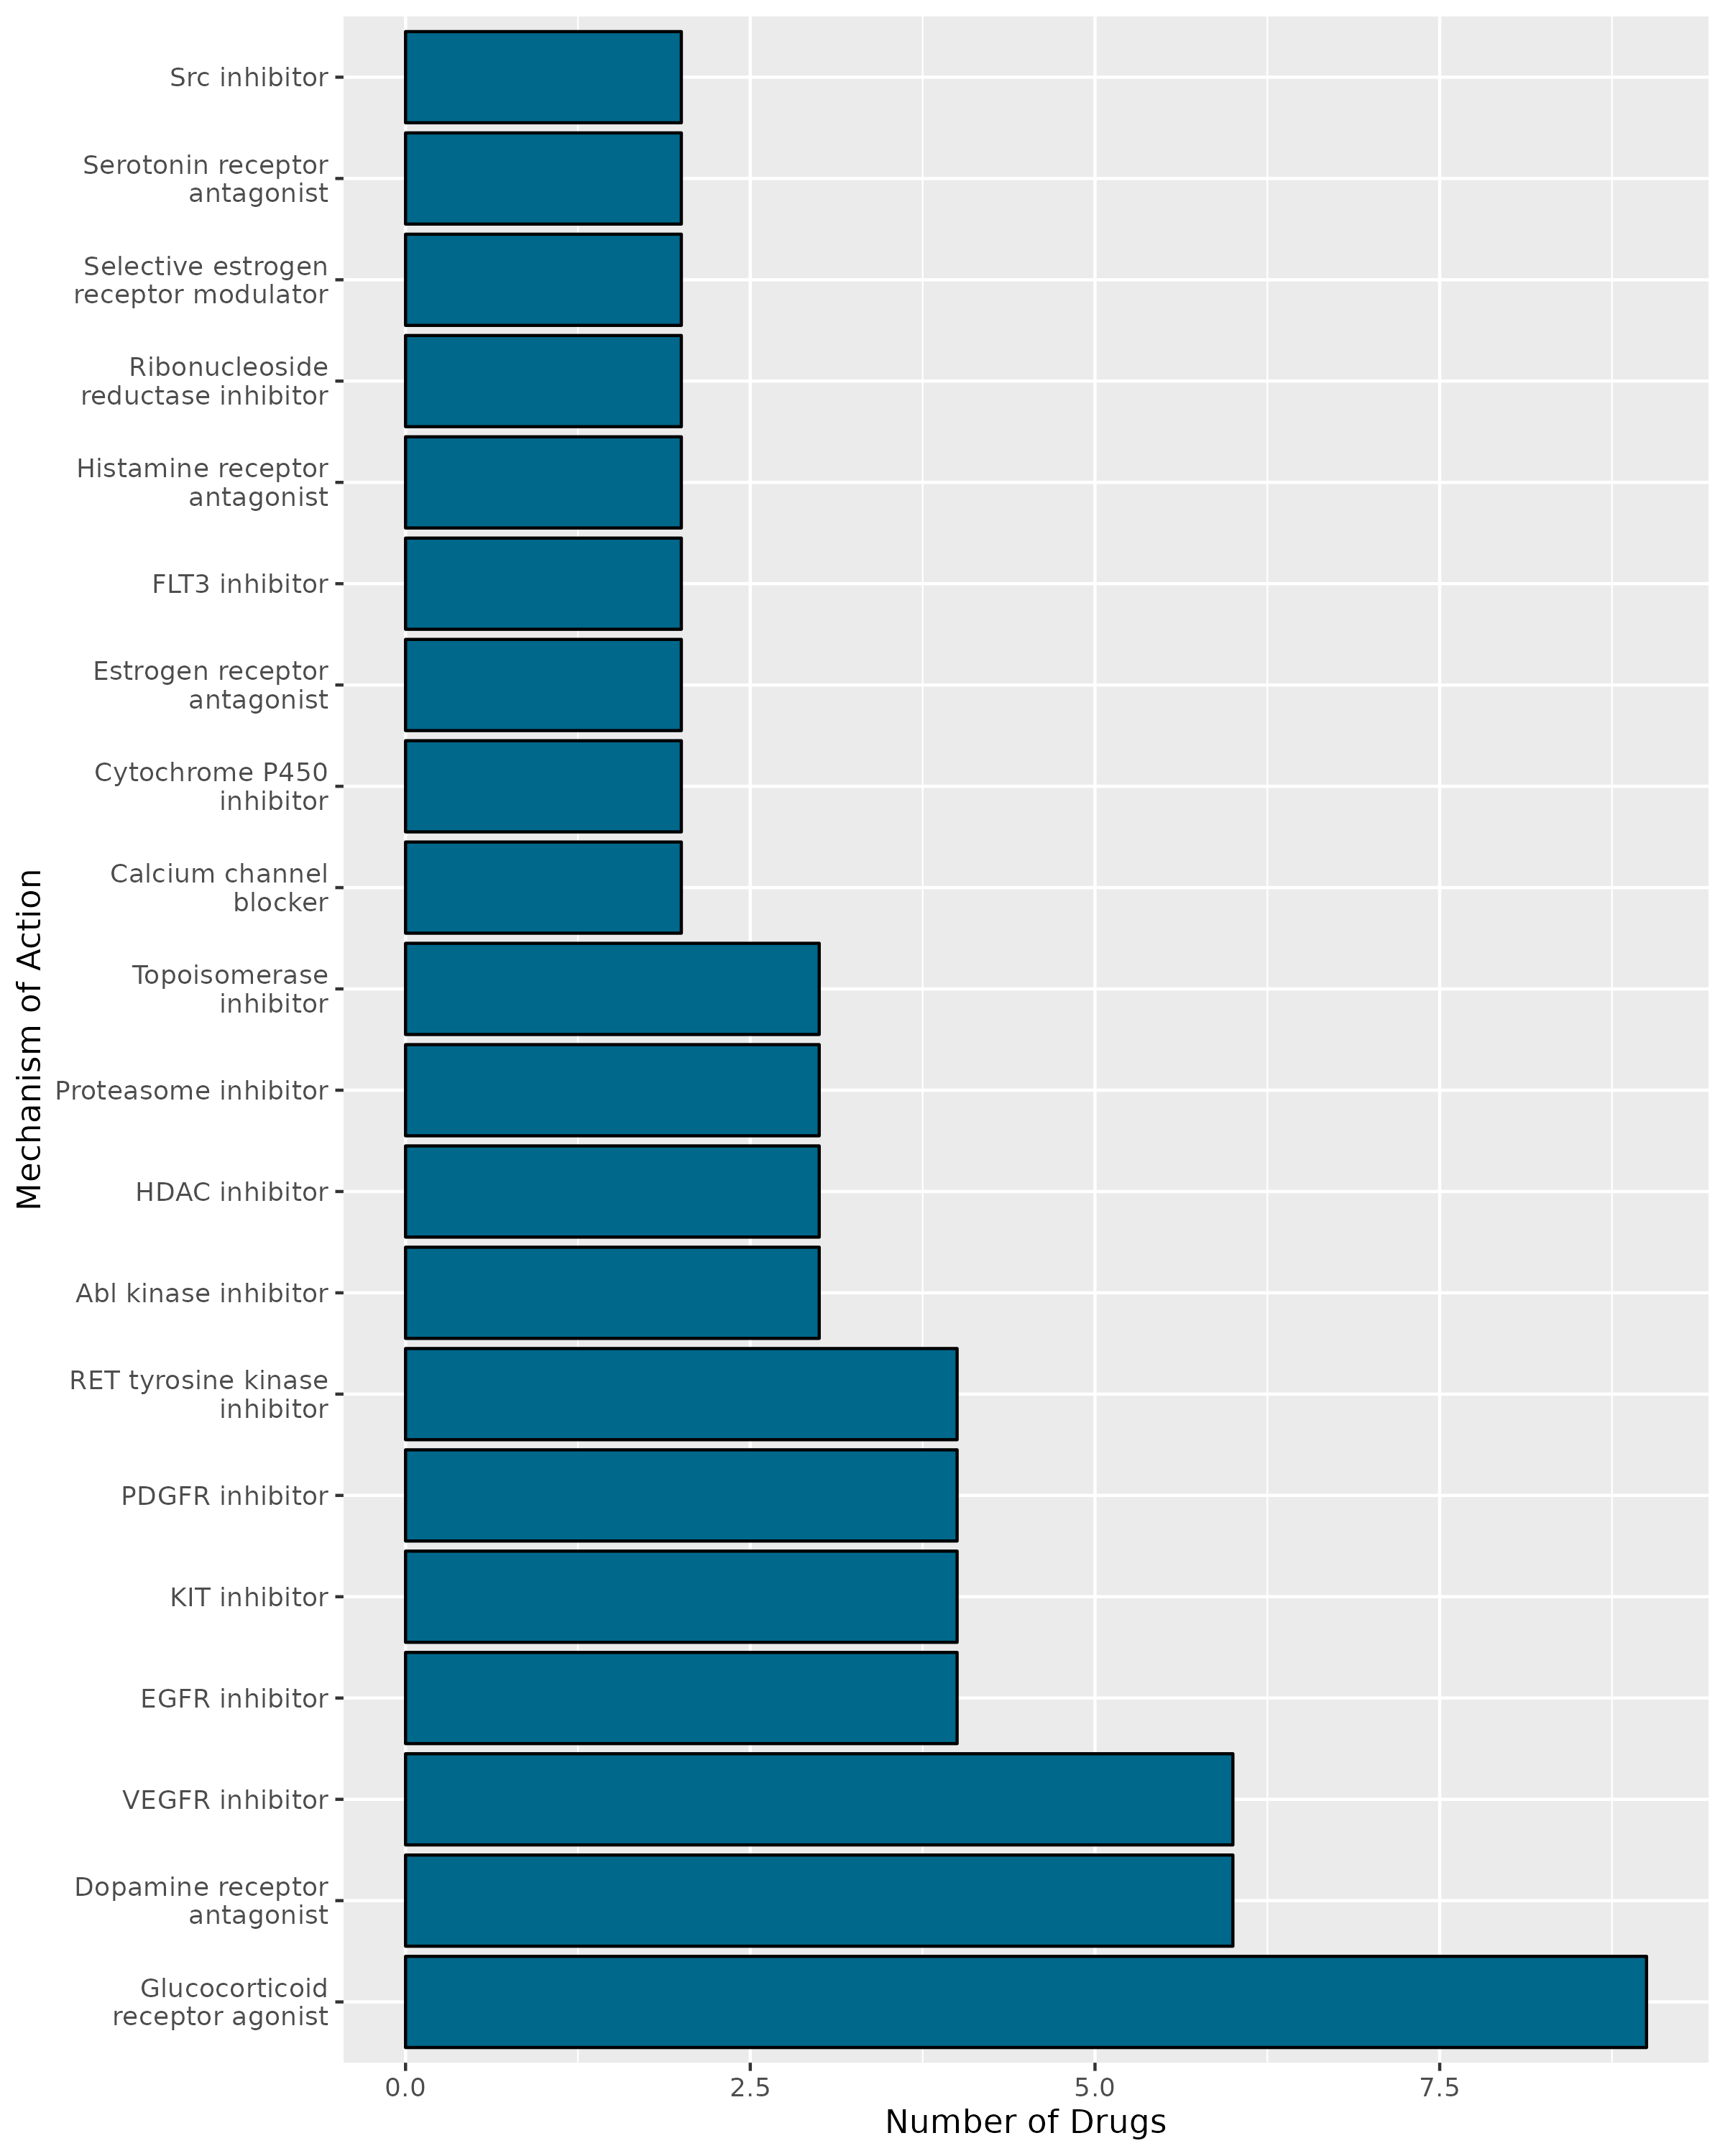 Src inhibitor
Serotonin receptor
antagonist
Selective estrogen
receptor modulator
Ribonucleoside
reductase inhibitor
Histamine receptor
antagonist
FLT3 inhibitor
Estrogen receptor
antagonist
Cytochrome P450
inhibitor
Calcium channel
blocker
Topoisomerase
inhibitor
Proteasome inhibitor
HDAC inhibitor
Abl kinase inhibitor
RET tyrosine kinase
inhibitor
PDGFR inhibitor
KIT inhibitor
EGFR inhibitor
VEGFR inhibitor
Dopamine receptor
antagonist
Glucocorticoid
receptor agonist
Mechanism of Action
0.0 2.5 5.0 7.5
Number of Drugs